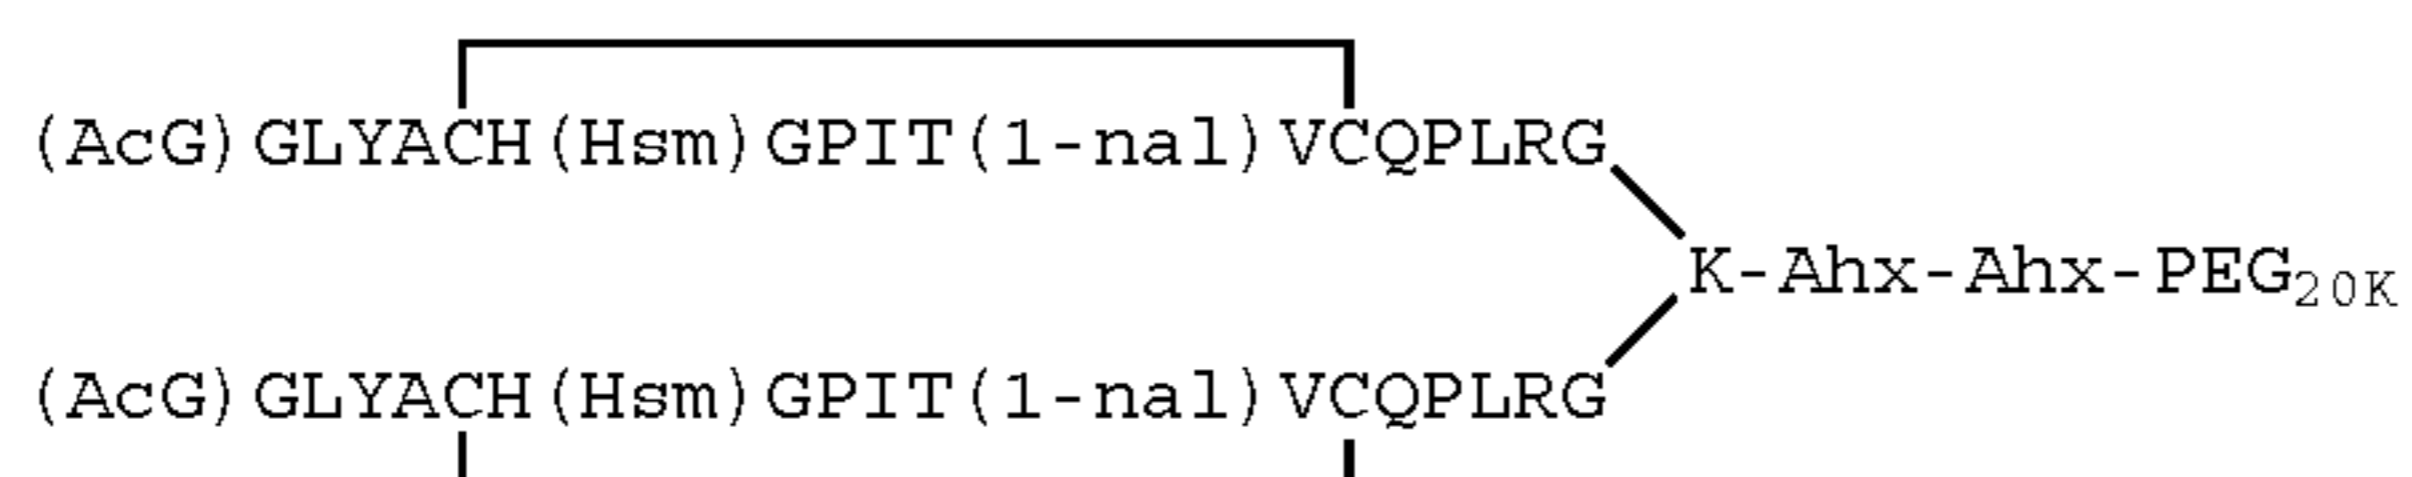 (AcG)GLYACH(Hsm)GPIT(1-nal)VCQPLRG
K-Ahx-Ahx-PEG20K
(AcG)GLYACH(Hsm)GPIT(1-nal)VCQPLRG